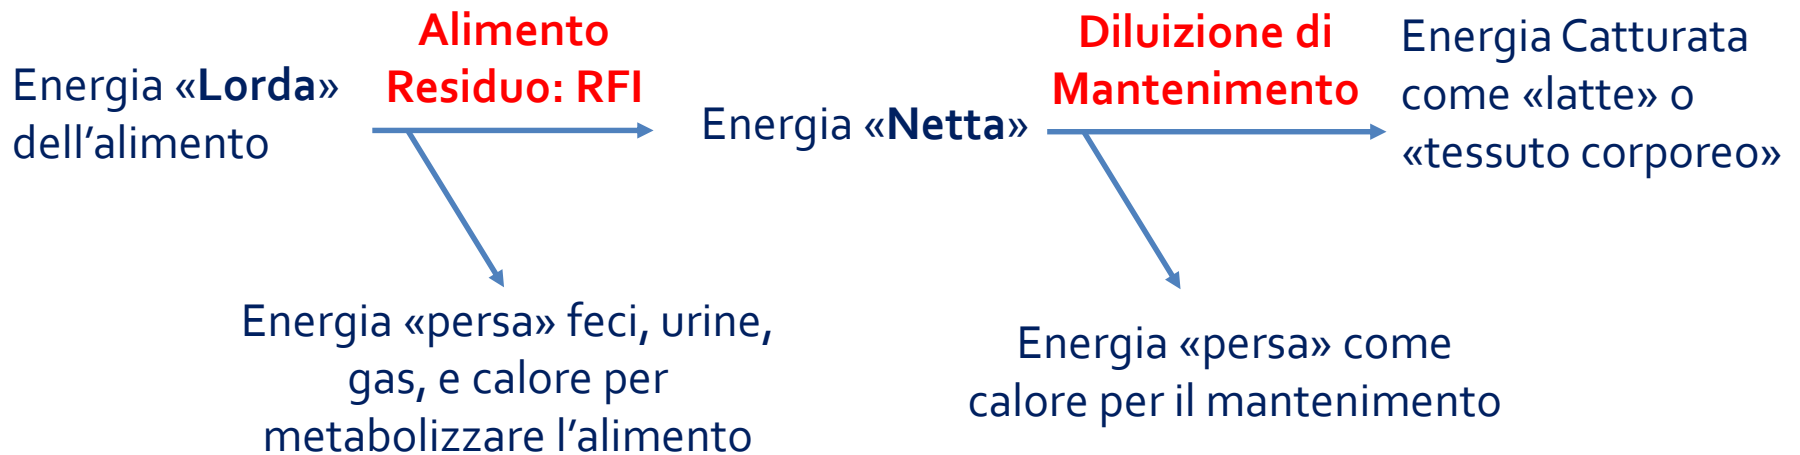 Energia «Lorda»
dell’alimento
Alimento
Residuo: RFI
Energia «Netta»
Diluizione di
Mantenimento
Energia Catturata
come «latte» o
«tessuto corporeo»
Energia «persa» feci, urine,
gas, e calore per
metabolizzare l’alimento
Energia «persa» come
calore per il mantenimento